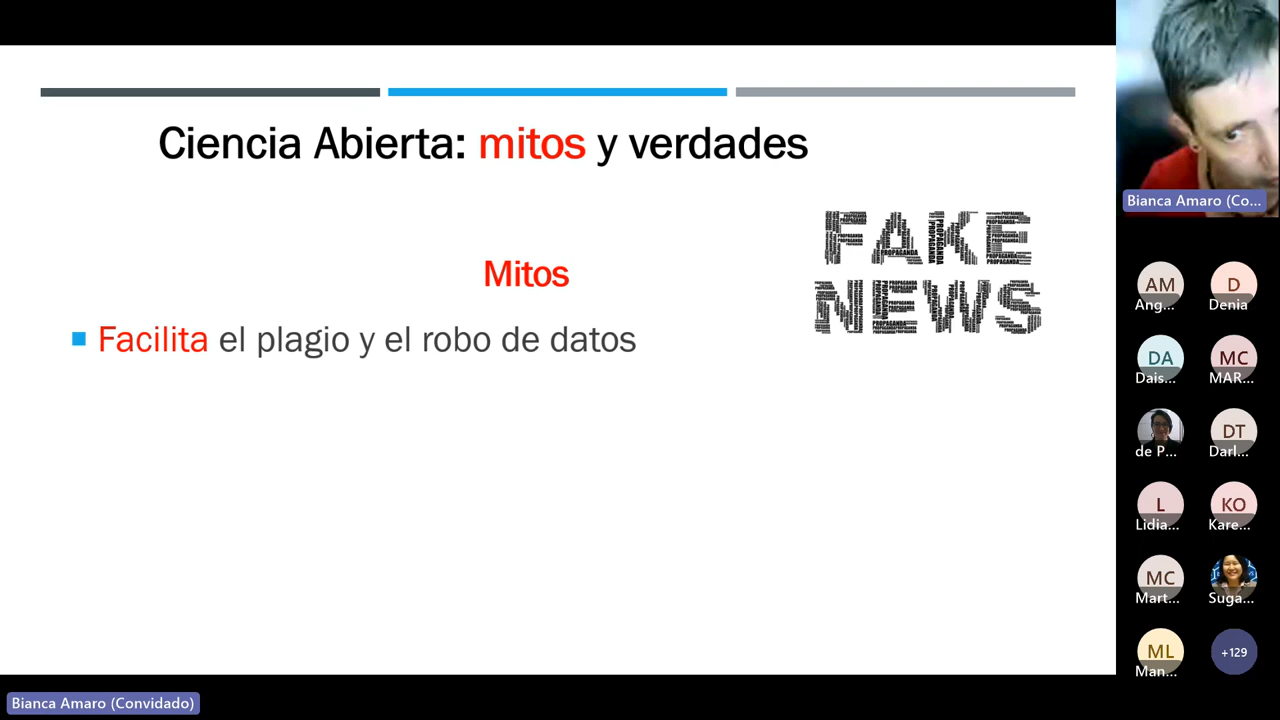 Ciencia Abierta: mitos y verdades
FAKE
NEWS
Mitos
Facilita el plagio y el robo de datos
Bianca Amaro (Co...
AM
Ang...
D
Denia
DA
Dais...
MC
MAR...
de P...
DT
Darl...
L
Lidia...
KO
Kare...
MC
Mart...
Suga...
ML
Man...
+129
Bianca Amaro (Convidado)